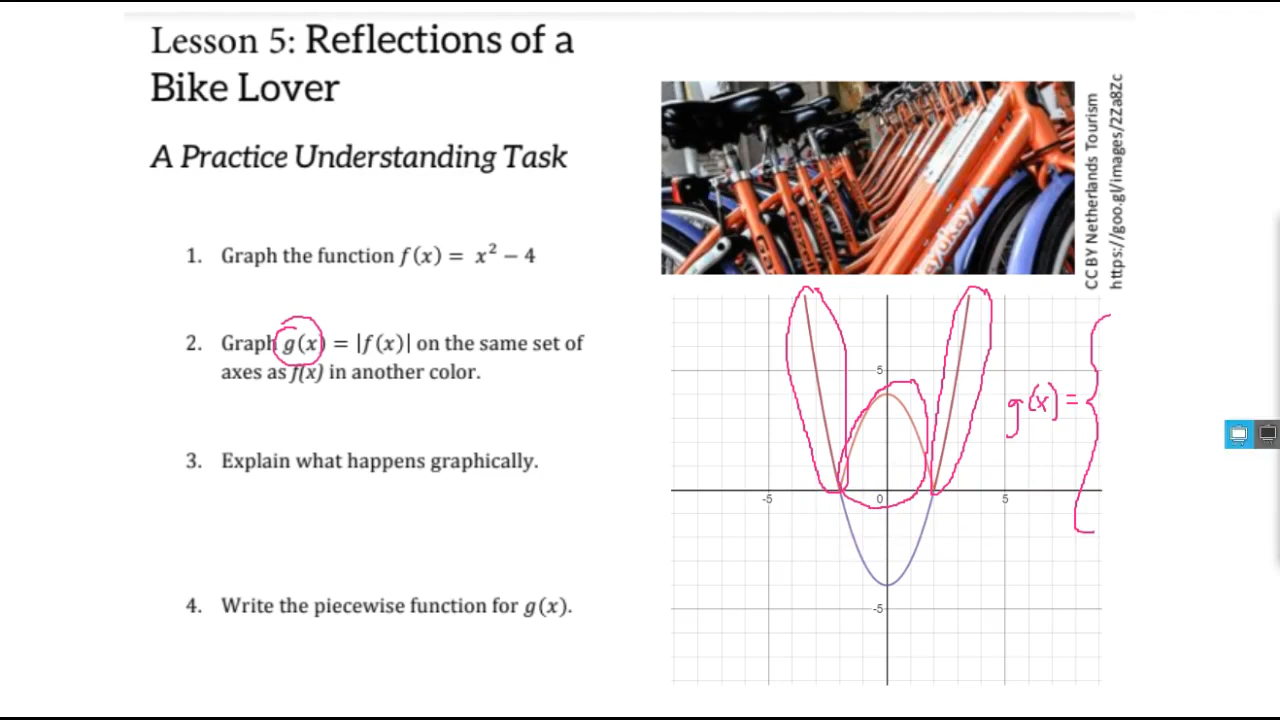 Lesson 5: Reflections of a
Bike Lover
A Practice Understanding Task
CC BY Netherlands Tourism
https://goo.gl/images/2Za8Zc
1. Graph the function f(x) = x² − 4
2. Graph g(x) = |f(x)| on the same set of
axes as f(x) in another color.
3. Explain what happens graphically.
4. Write the piecewise function for g(x).
5
-5 0 5
-5
g(x) = {